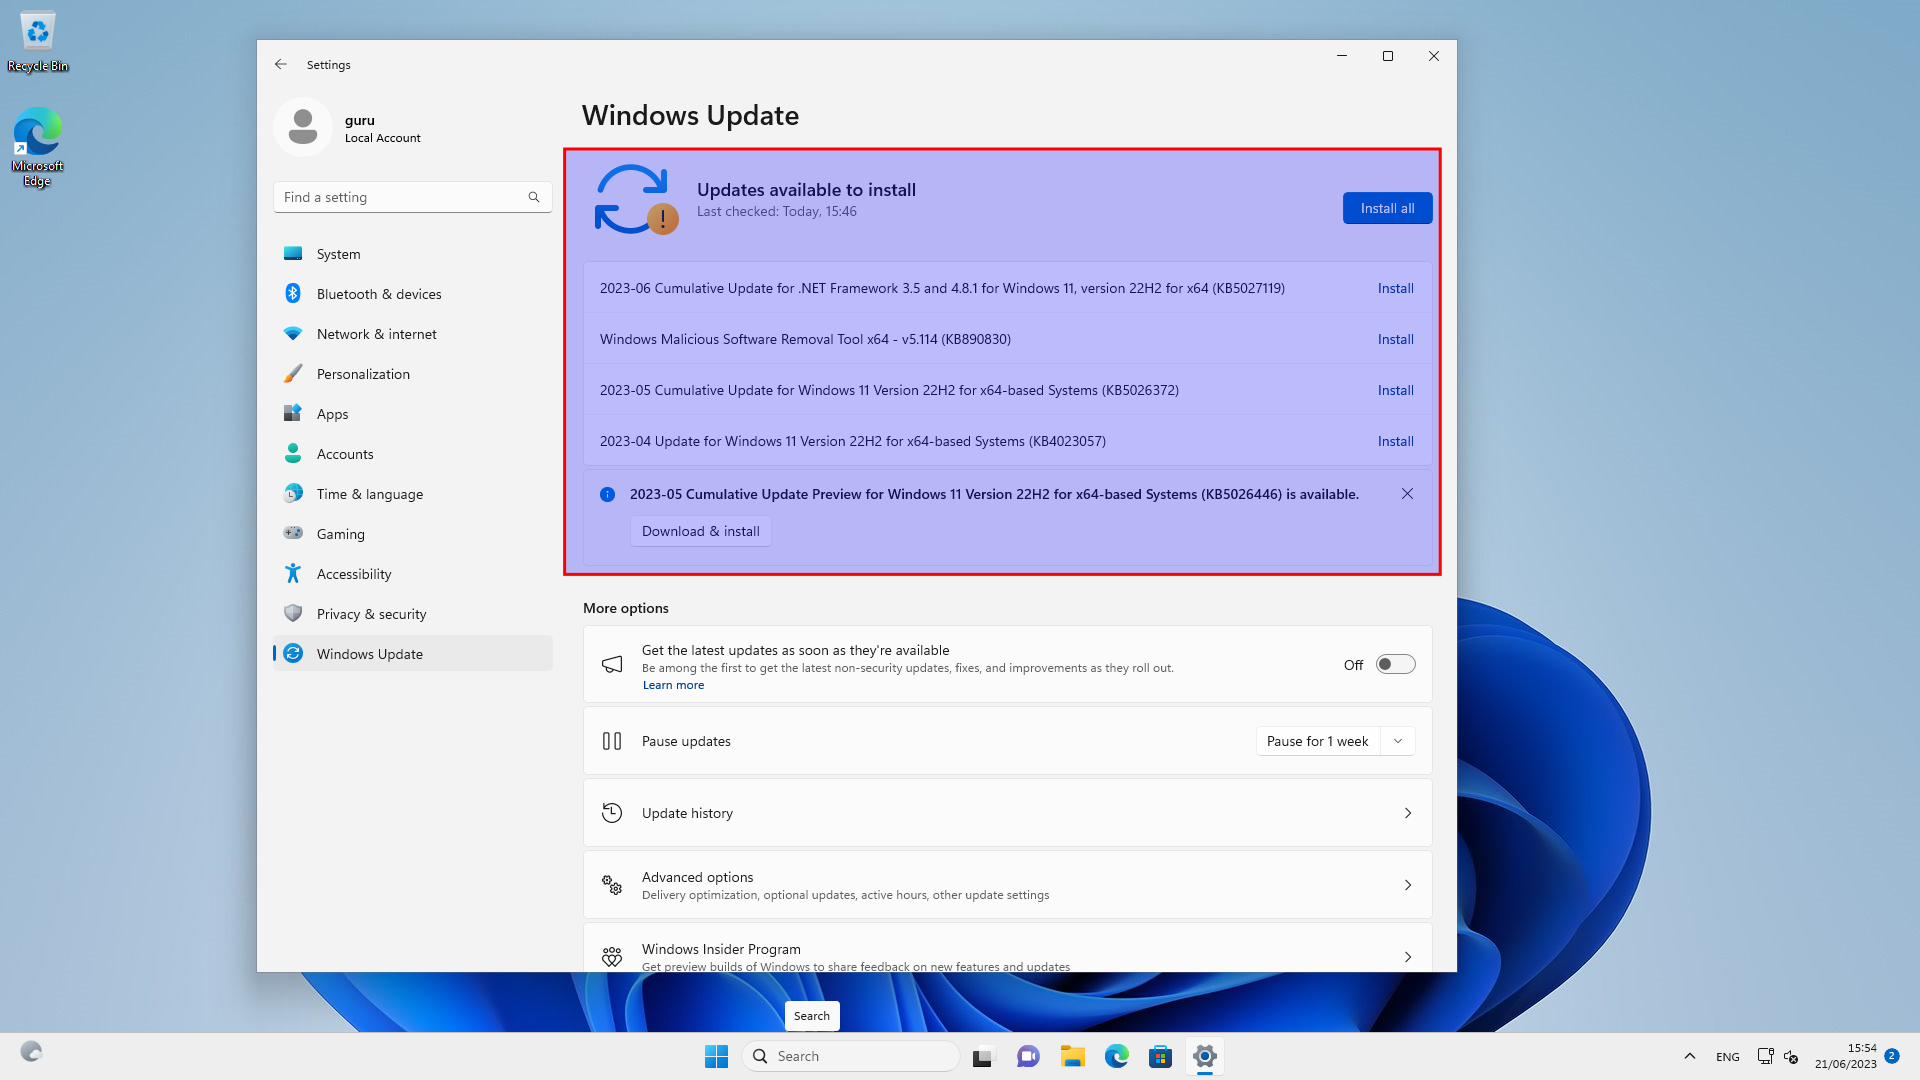 Recycle Bin
Microsoft
Edge
Settings
guru
Local Account
Find a setting
System
Bluetooth & devices
Network & internet
Personalization
Apps
Accounts
Time & language
Gaming
Accessibility
Privacy & security
Windows Update
Windows Update
Updates available to install
Last checked: Today, 15:46
Install all
2023-06 Cumulative Update for .NET Framework 3.5 and 4.8.1 for Windows 11, version 22H2 for x64 (KB5027119)
Install
Windows Malicious Software Removal Tool x64 - v5.114 (KB890830)
Install
2023-05 Cumulative Update for Windows 11 Version 22H2 for x64-based Systems (KB5026372)
Install
2023-04 Update for Windows 11 Version 22H2 for x64-based Systems (KB4023057)
Install
2023-05 Cumulative Update Preview for Windows 11 Version 22H2 for x64-based Systems (KB5026446) is available.
Download & install
More options
Get the latest updates as soon as they're available
Be among the first to get the latest non-security updates, fixes, and improvements as they roll out.
Learn more
Off
Pause updates
Pause for 1 week
Update history
Advanced options
Delivery optimization, optional updates, active hours, other update settings
Windows Insider Program
Get preview builds of Windows to share feedback on new features and updates
Search
Search
ENG
15:54
21/06/2023
2